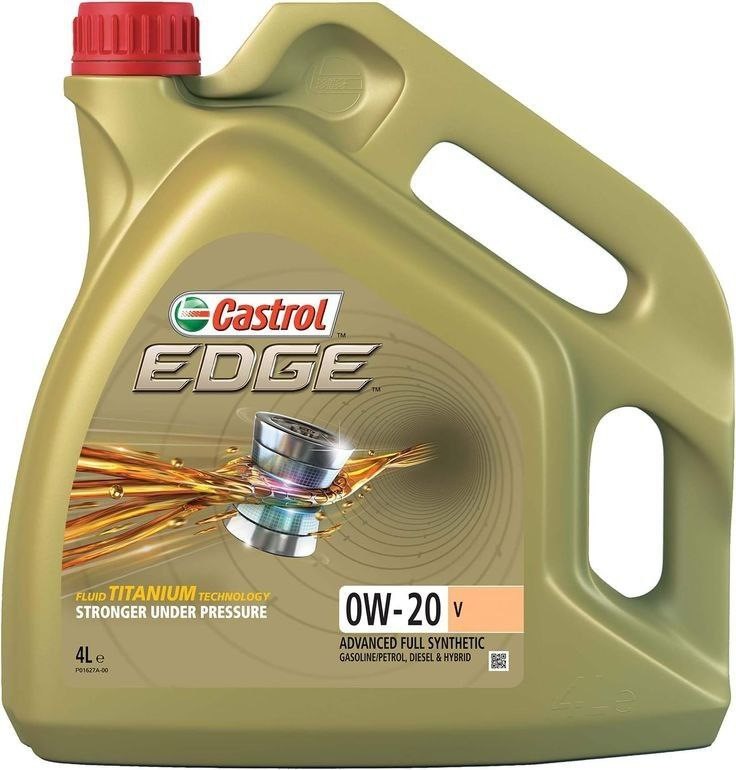 Castrol
EDGE
FLUID TITANIUM TECHNOLOGY
STRONGER UNDER PRESSURE
0W-20 V
ADVANCED FULL SYNTHETIC
GASOLINE/PETROL, DIESEL & HYBRID
4L e
P01627A-00
4L e